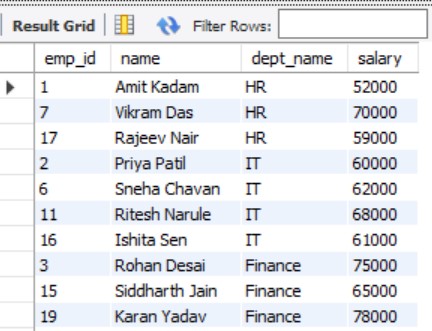 Result Grid Filter Rows:
emp_id name dept_name salary
1 Amit Kadam HR 52000
7 Vikram Das HR 70000
17 Rajeev Nair HR 59000
2 Priya Patil IT 60000
6 Sneha Chavan IT 62000
11 Ritesh Narule IT 68000
16 Ishita Sen IT 61000
3 Rohan Desai Finance 75000
15 Siddharth Jain Finance 65000
19 Karan Yadav Finance 78000